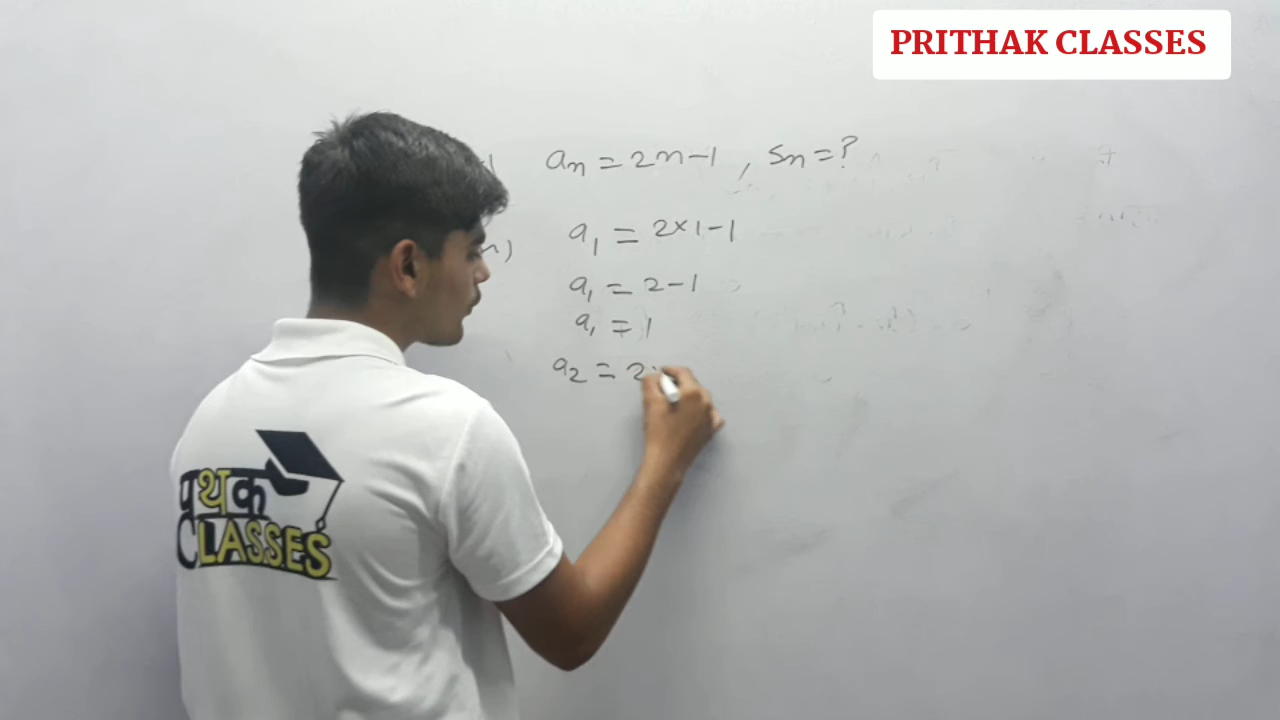 PRITHAK CLASSES
aₙ = 2n-1, Sₙ = ?
a₁ = 2×1-1
a₁ = 2-1
a₁ = 1
a₂ = 2
पृथक
CLASSES